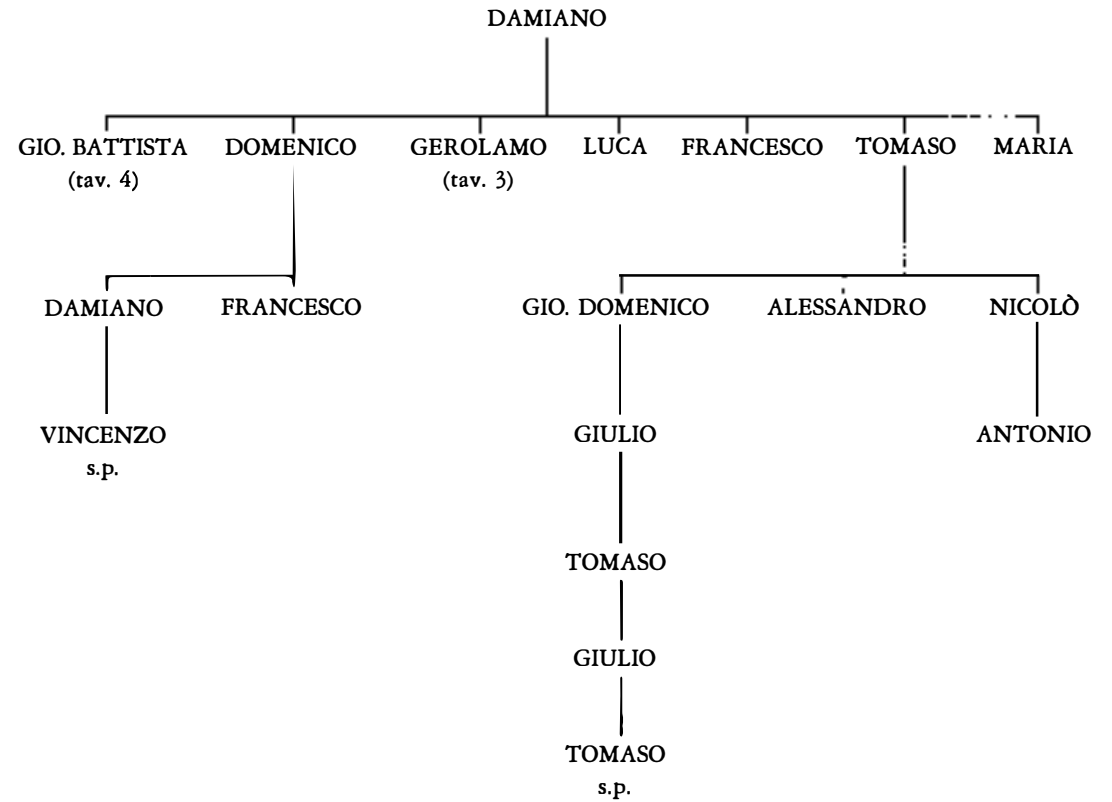 DAMIANO
GIO. BATTISTA DOMENICO GEROLAMO LUCA FRANCESCO TOMASO MARIA
(tav. 4) (tav. 3)
DAMIANO FRANCESCO GIO. DOMENICO ALESSANDRO NICOLÒ
VINCENZO GIULIO ANTONIO
s.p.
TOMASO
GIULIO
TOMASO
s.p.